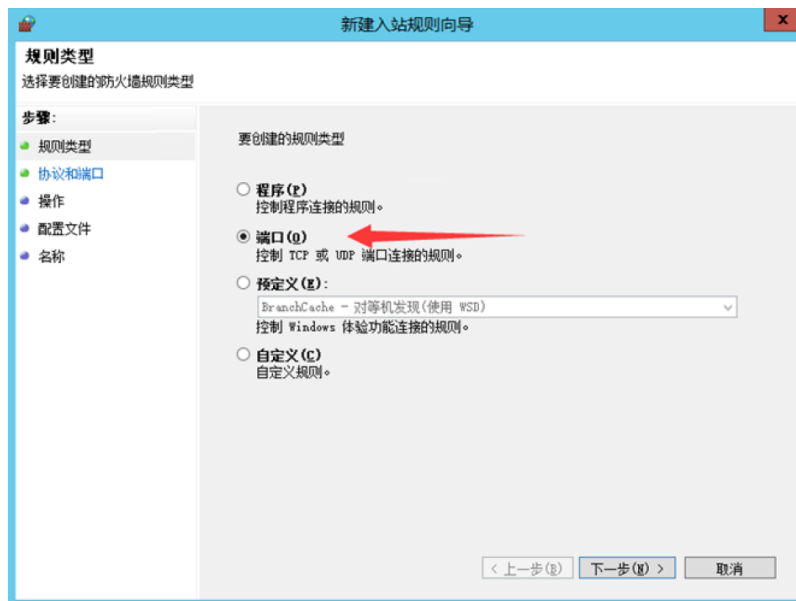 新建入站规则向导
x
规则类型
选择要创建的防火墙规则类型
步骤:
规则类型
协议和端口
操作
配置文件
名称
要创建的规则类型
程序(P)
控制程序连接的规则。
端口(O)
控制 TCP 或 UDP 端口连接的规则。
预定义(E):
BranchCache - 对等机发现(使用 WSD)
控制 Windows 体验功能连接的规则。
自定义(C)
自定义规则。
< 上一步(B)
下一步(N) >
取消